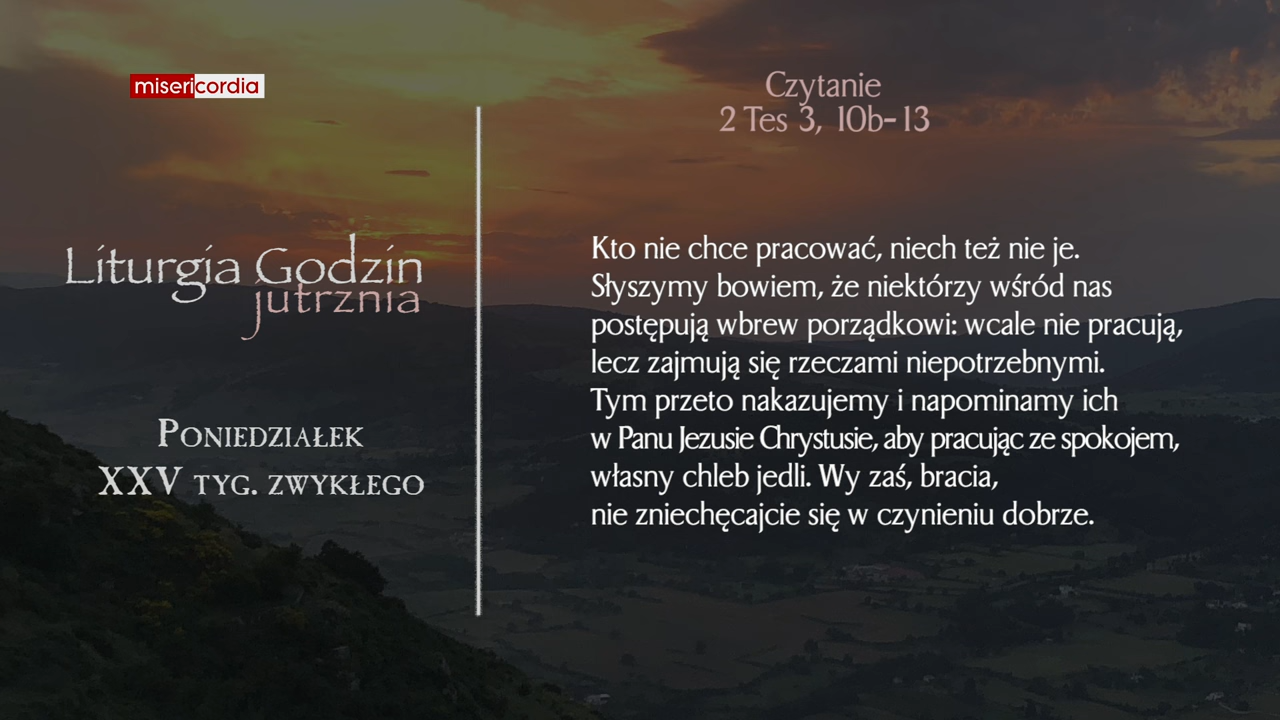 misericordia
Liturgia Godzin
jutrznia
Poniedziałek
XXV tyg. zwykłego
Czytanie
2 Tes 3, 10b-13
Kto nie chce pracować, niech też nie je.
Słyszymy bowiem, że niektórzy wśród nas
postępują wbrew porządkowi: wcale nie pracują,
lecz zajmują się rzeczami niepotrzebnymi.
Tym przeto nakazujemy i napominamy ich
w Panu Jezusie Chrystusie, aby pracując ze spokojem,
własny chleb jedli. Wy zaś, bracia,
nie zniechęcajcie się w czynieniu dobrze.